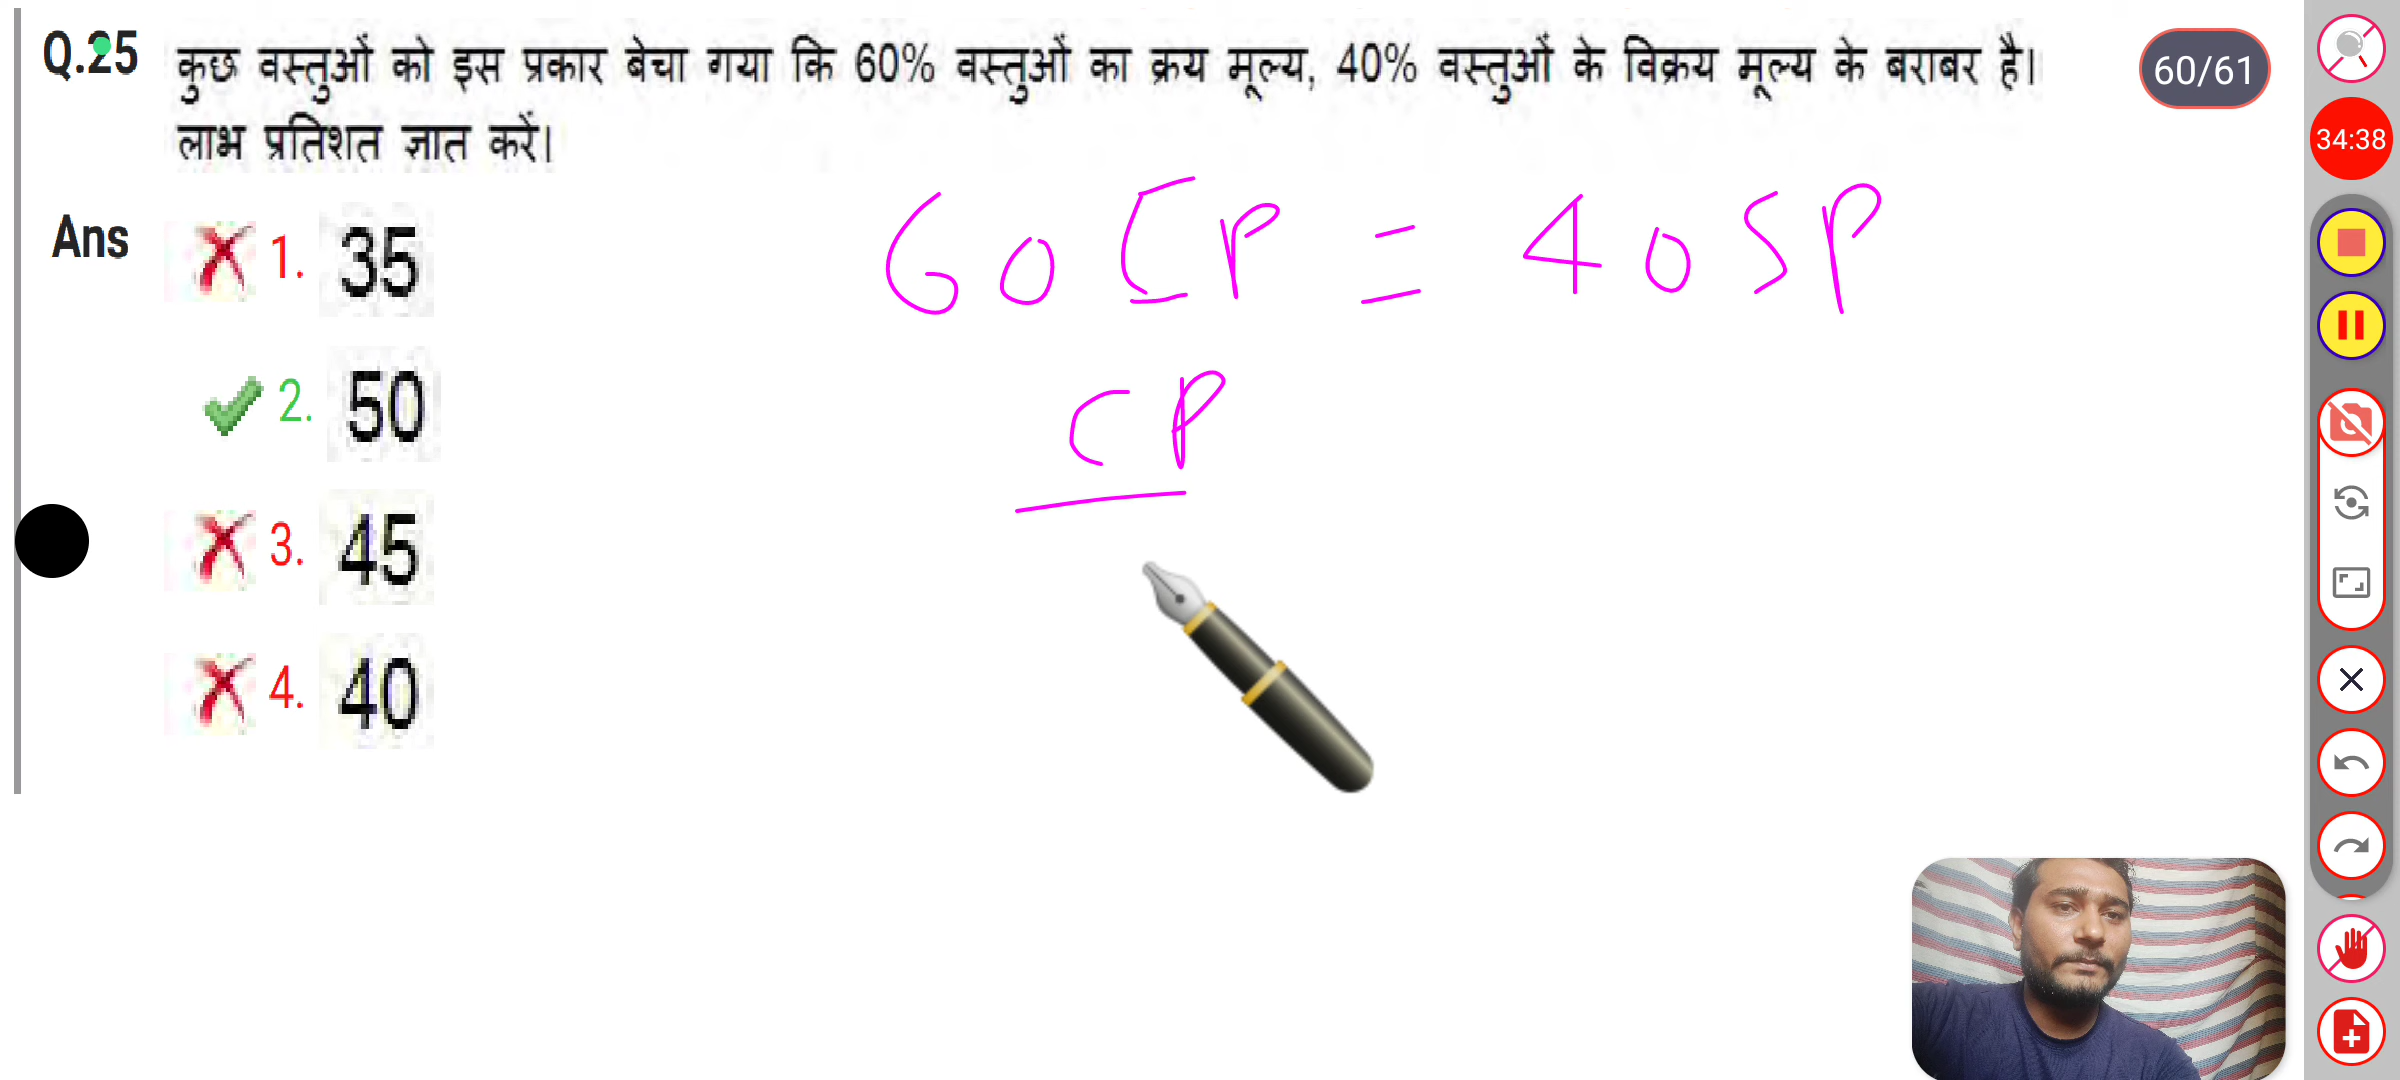 Q.25 कुछ वस्तुओं को इस प्रकार बेचा गया कि 60% वस्तुओं का क्रय मूल्य, 40% वस्तुओं के विक्रय मूल्य के बराबर है।
लाभ प्रतिशत ज्ञात करें।
60/61
34:38
60 CP = 40 SP
Ans 1. 35
2. 50
CP
3. 45
4. 40